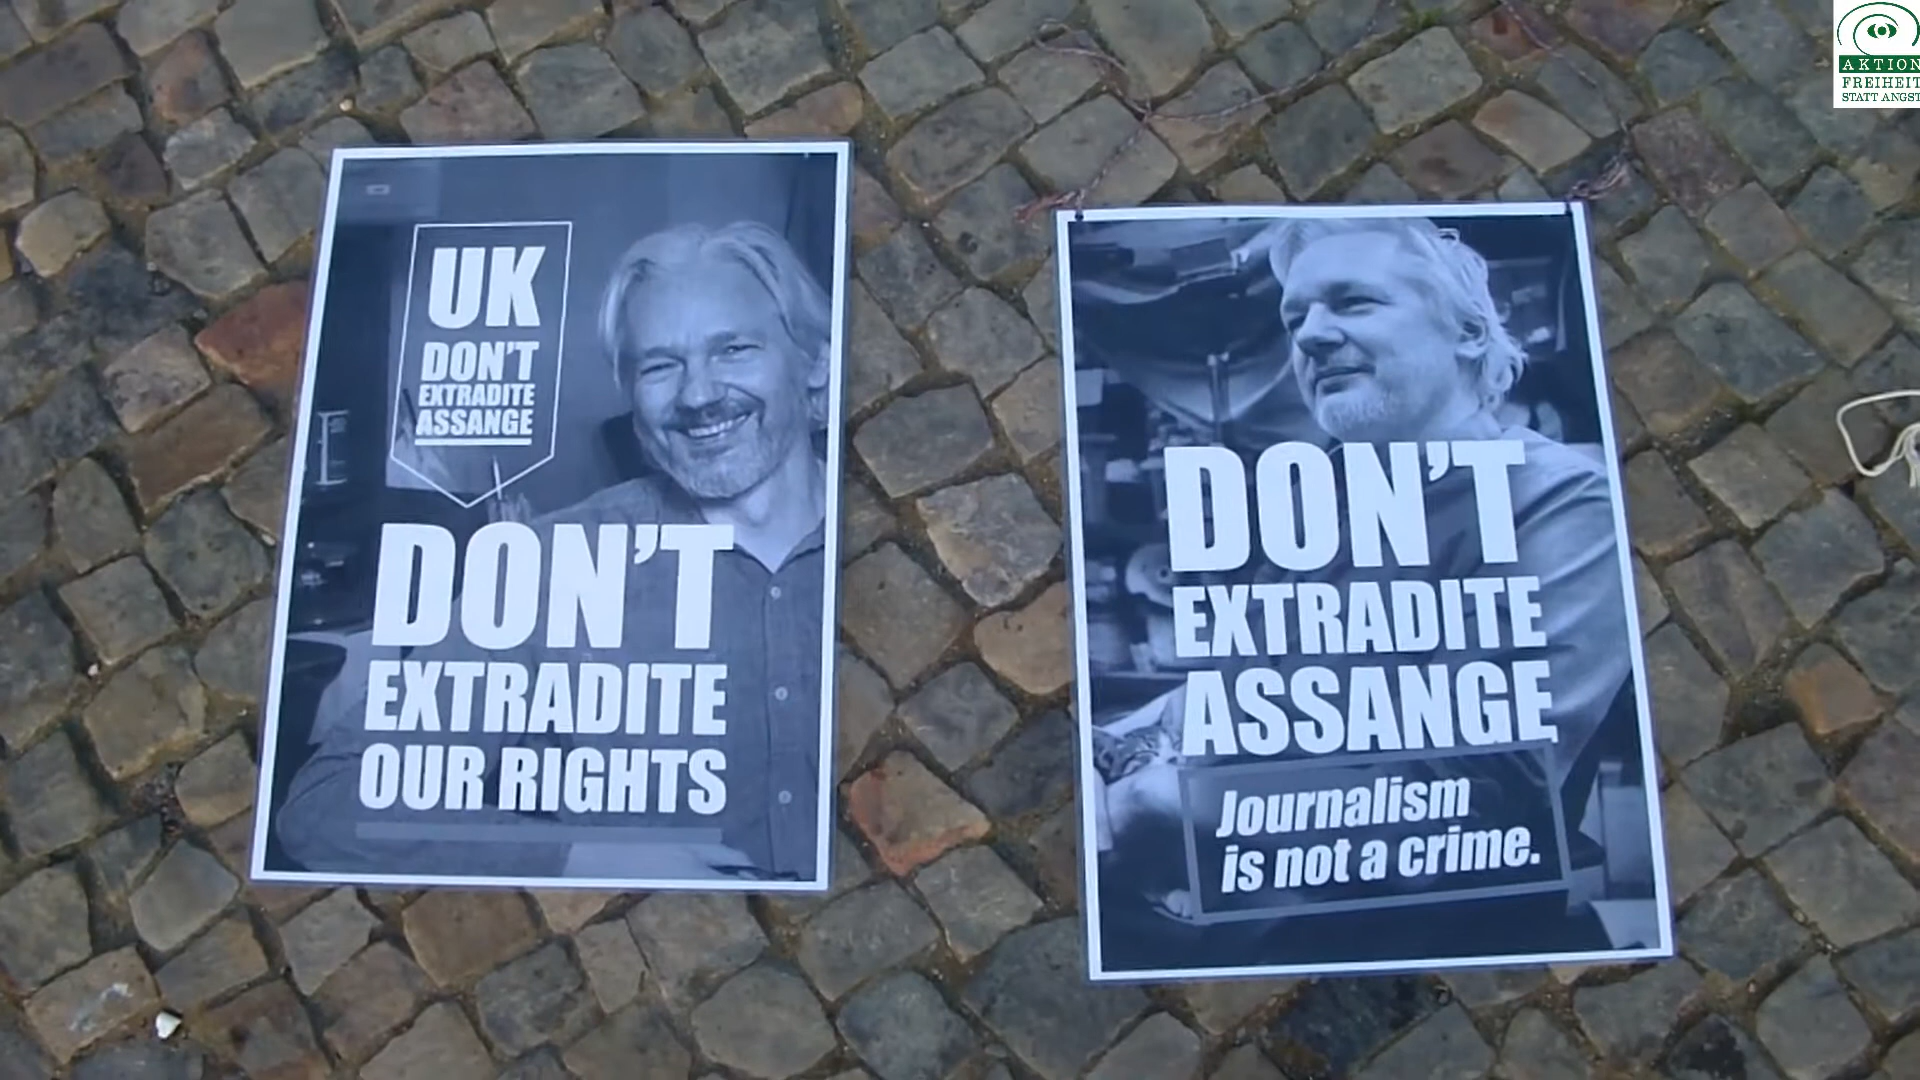 UK
DON'T
EXTRADITE
ASSANGE
DON'T
EXTRADITE
OUR RIGHTS
DON'T
EXTRADITE
ASSANGE
Journalism
is not a crime.
AKTION
FREIHEIT
STATT ANGST